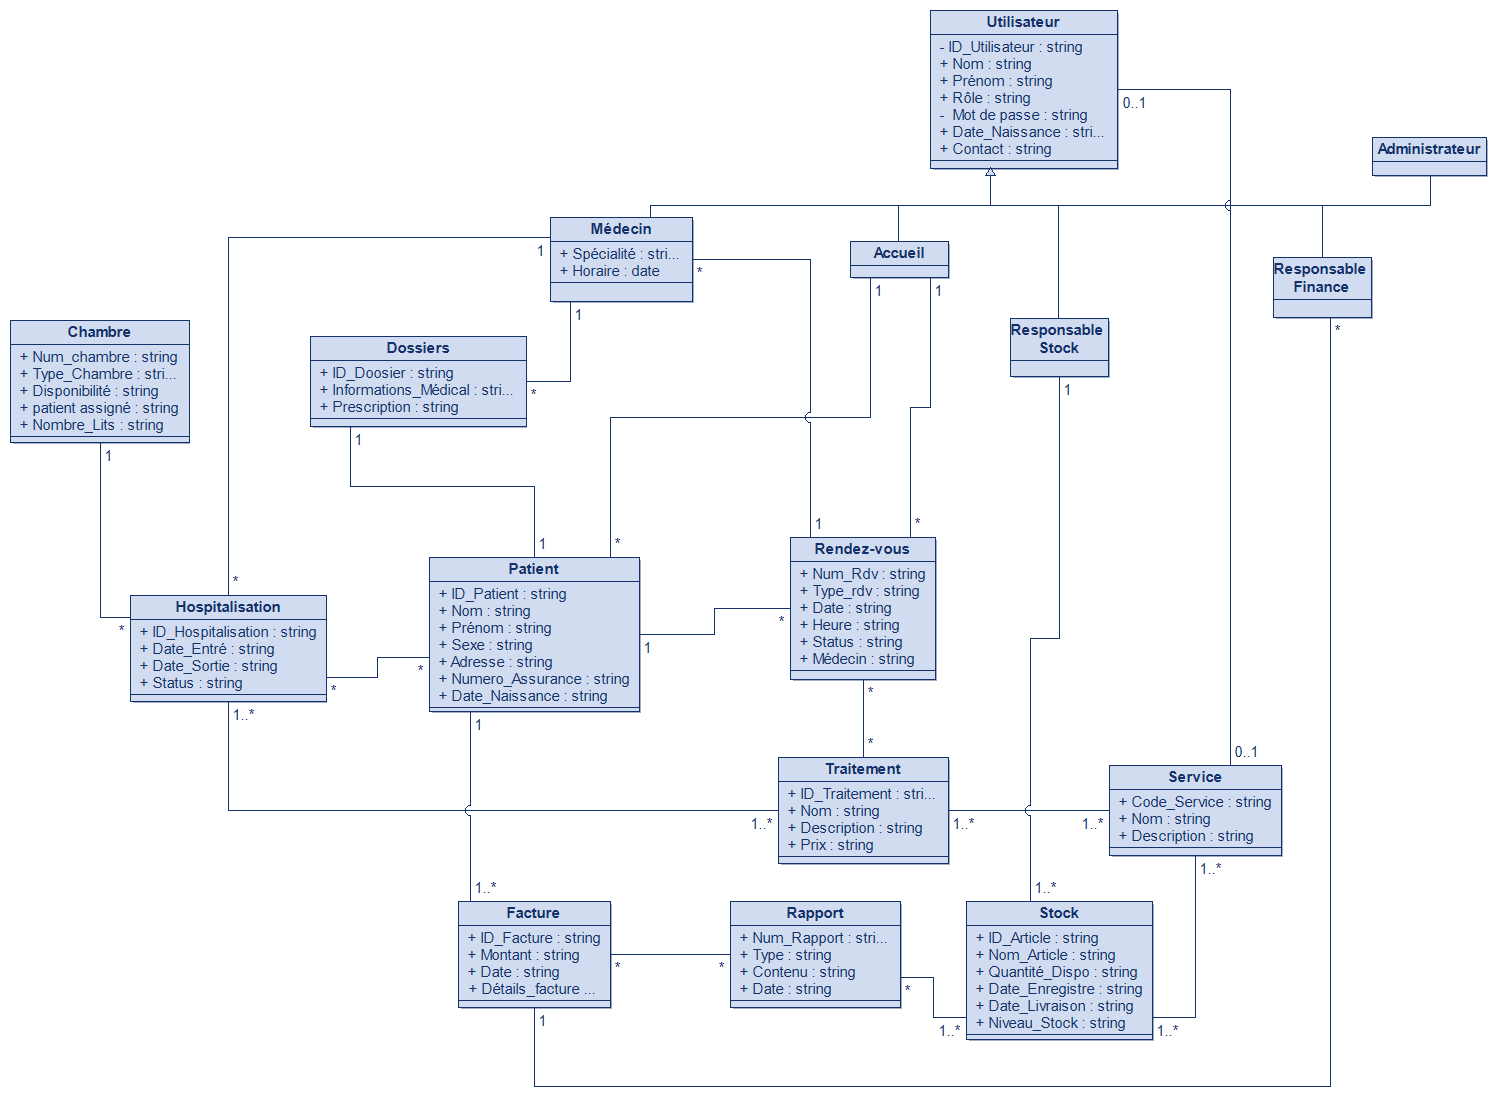 Utilisateur
- ID_Utilisateur : string
+ Nom : string
+ Prénom : string
+ Rôle : string
- Mot de passe : string
+ Date_Naissance : stri...
+ Contact : string
0..1
Administrateur
Médecin
+ Spécialité : stri...
+ Horaire : date
1
*
1
Accueil
1
1
Responsable
Finance
*
Responsable
Stock
1
Chambre
+ Num_chambre : string
+ Type_Chambre : stri...
+ Disponibilité : string
+ patient assigné : string
+ Nombre_Lits : string
1
Dossiers
+ ID_Doosier : string
+ Informations_Médical : stri...
+ Prescription : string
*
1
1
*
1
*
*
*
Hospitalisation
+ ID_Hospitalisation : string
+ Date_Entré : string
+ Date_Sortie : string
+ Status : string
*
1..*
Patient
+ ID_Patient : string
+ Nom : string
+ Prénom : string
+ Sexe : string
+ Adresse : string
+ Numero_Assurance : string
+ Date_Naissance : string
*
1
1
Rendez-vous
+ Num_Rdv : string
+ Type_rdv : string
+ Date : string
+ Heure : string
+ Status : string
+ Médecin : string
*
*
*
Traitement
+ ID_Traitement : stri...
+ Nom : string
+ Description : string
+ Prix : string
1..*
1..*
0..1
Service
+ Code_Service : string
+ Nom : string
+ Description : string
1..*
1..*
1..*
Facture
+ ID_Facture : string
+ Montant : string
+ Date : string
+ Détails_facture ...
*
1
Rapport
+ Num_Rapport : stri...
+ Type : string
+ Contenu : string
+ Date : string
*
*
1..*
Stock
+ ID_Article : string
+ Nom_Article : string
+ Quantité_Dispo : string
+ Date_Enregistre : string
+ Date_Livraison : string
+ Niveau_Stock : string
1..*
1..*